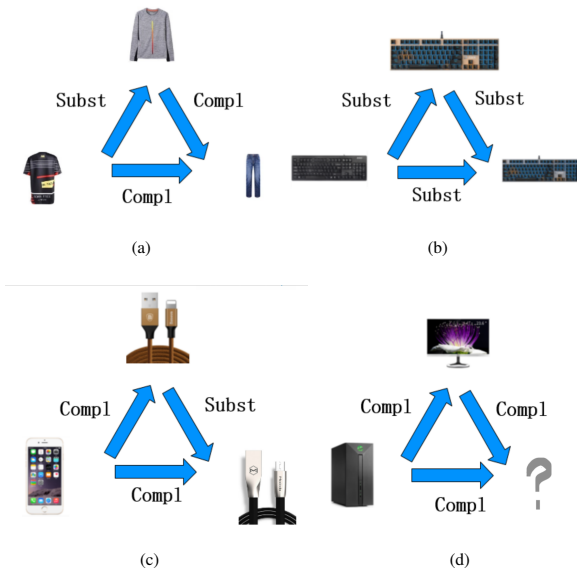 Subst Compl
Compl
(a)
Subst Subst
Subst
(b)
Compl Subst
Compl
(c)
Compl Compl
?
Compl
(d)